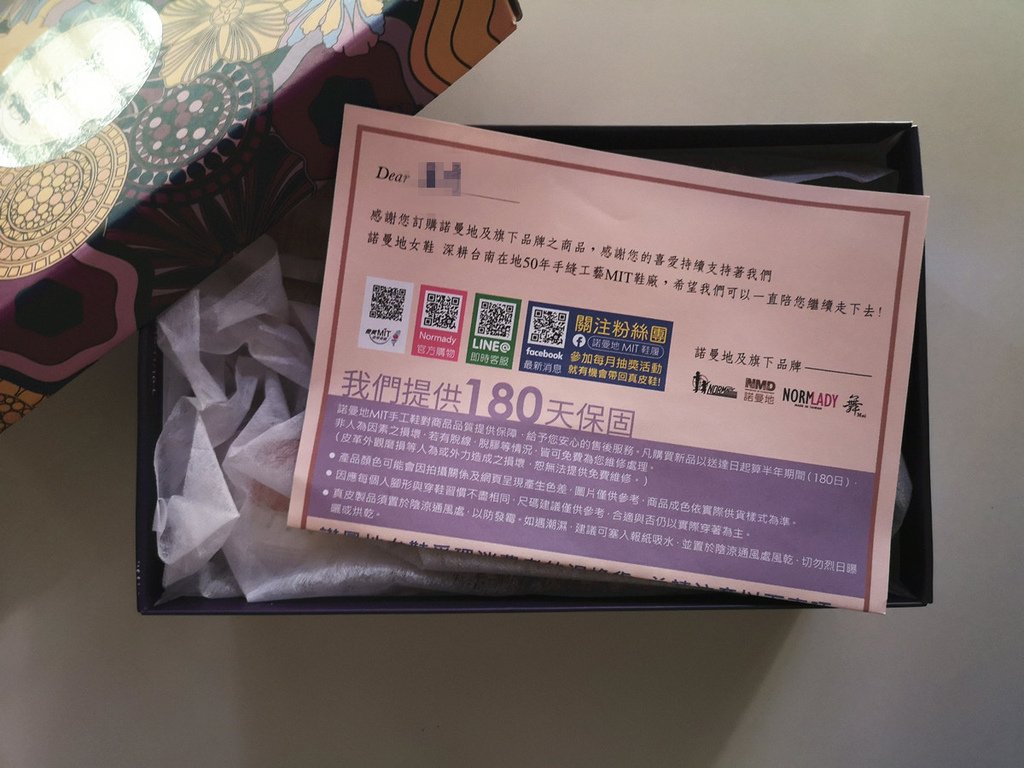 Dear
感謝您訂購諾曼地及旗下品牌之商品，感謝您的喜愛持續支持著我們
諾曼地女鞋 深耕台南在地50年手縫工藝MIT鞋廠，希望我們可以一直陪您繼續走下去！
Normady
官方購物
LINE@
即時客服
facebook
最新消息
關注粉絲團
諾曼地 MIT 鞋履
參加每月抽獎活動
就有機會帶回真皮鞋!
諾曼地及旗下品牌
NMD
諾曼地
NORMLADY
我們提供180天保固
諾曼地MIT手工鞋對商品品質提供保障，給予您安心的售後服務。凡購買新品以送達日起算半年期間(180日)，
非人為因素之損壞，若有脫線，脫膠等情況，皆可免費為您維修處理。
(皮革外觀磨損等人為或外力造成之損壞，恕無法提供免費維修。)
● 產品顏色可能會因拍攝關係及網頁呈現產生色差，圖片僅供參考，商品成色依實際供貨樣式為準。
● 因應每個人腳形與穿鞋習慣不盡相同，尺碼建議僅供參考，合適與否仍以實際穿著為主。
● 真皮製品須置於陰涼通風處，以防發霉。如遇潮濕，建議可塞入報紙吸水，並置於陰涼通風處風乾，切勿烈日曝
曬或烘乾。